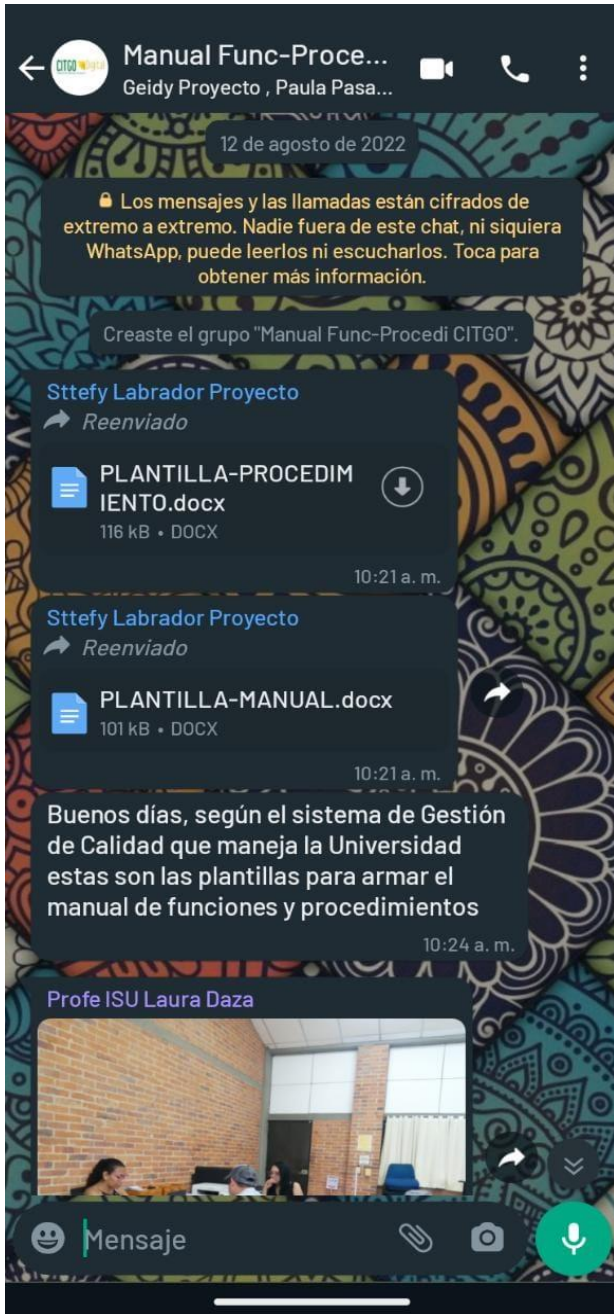 CITGO Digital
Manual Func-Proce...
Geidy Proyecto , Paula Pasa...
12 de agosto de 2022
Los mensajes y las llamadas están cifrados de
extremo a extremo. Nadie fuera de este chat, ni siquiera
WhatsApp, puede leerlos ni escucharlos. Toca para
obtener más información.
Creaste el grupo "Manual Func-Procedi CITGO".
Sttefy Labrador Proyecto
Reenviado
PLANTILLA-PROCEDIM
IENTO.docx
116 kB • DOCX
10:21 a. m.
Sttefy Labrador Proyecto
Reenviado
PLANTILLA-MANUAL.docx
101 kB • DOCX
10:21 a. m.
Buenos días, según el sistema de Gestión
de Calidad que maneja la Universidad
estas son las plantillas para armar el
manual de funciones y procedimientos
10:24 a. m.
Profe ISU Laura Daza
Mensaje